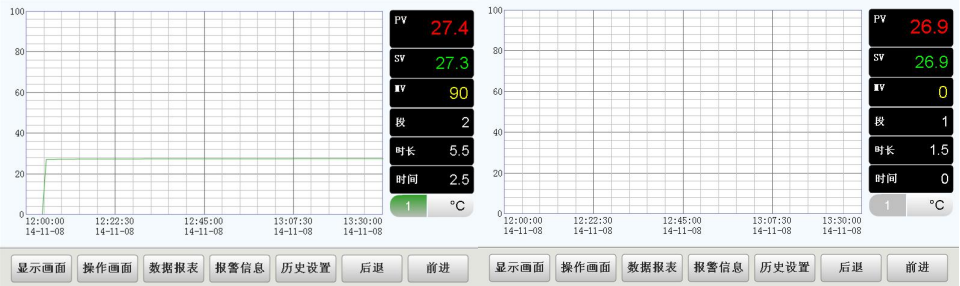 100
80
60
40
20
0
12:00:00 12:22:30 12:45:00 13:07:30 13:30:00
14-11-08 14-11-08 14-11-08 14-11-08 14-11-08
PV 27.4
SV 27.3
MV 90
段 2
时长 5.5
时间 2.5
1 °C
显示画面 操作画面 数据报表 报警信息 历史设置 后退 前进
100
80
60
40
20
0
12:00:00 12:22:30 12:45:00 13:07:30 13:30:00
14-11-08 14-11-08 14-11-08 14-11-08 14-11-08
PV 26.9
SV 26.9
MV 0
段 1
时长 1.5
时间 0
1 °C
显示画面 操作画面 数据报表 报警信息 历史设置 后退 前进